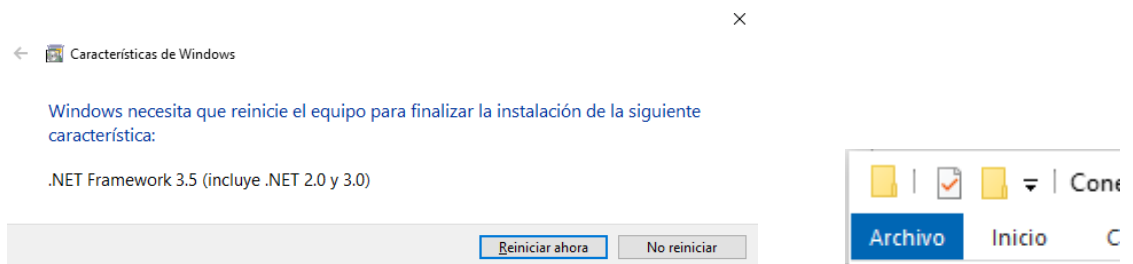 Características de Windows
Windows necesita que reinicie el equipo para finalizar la instalación de la siguiente
característica:
.NET Framework 3.5 (incluye .NET 2.0 y 3.0)
Reiniciar ahora
No reiniciar
Archivo
Inicio